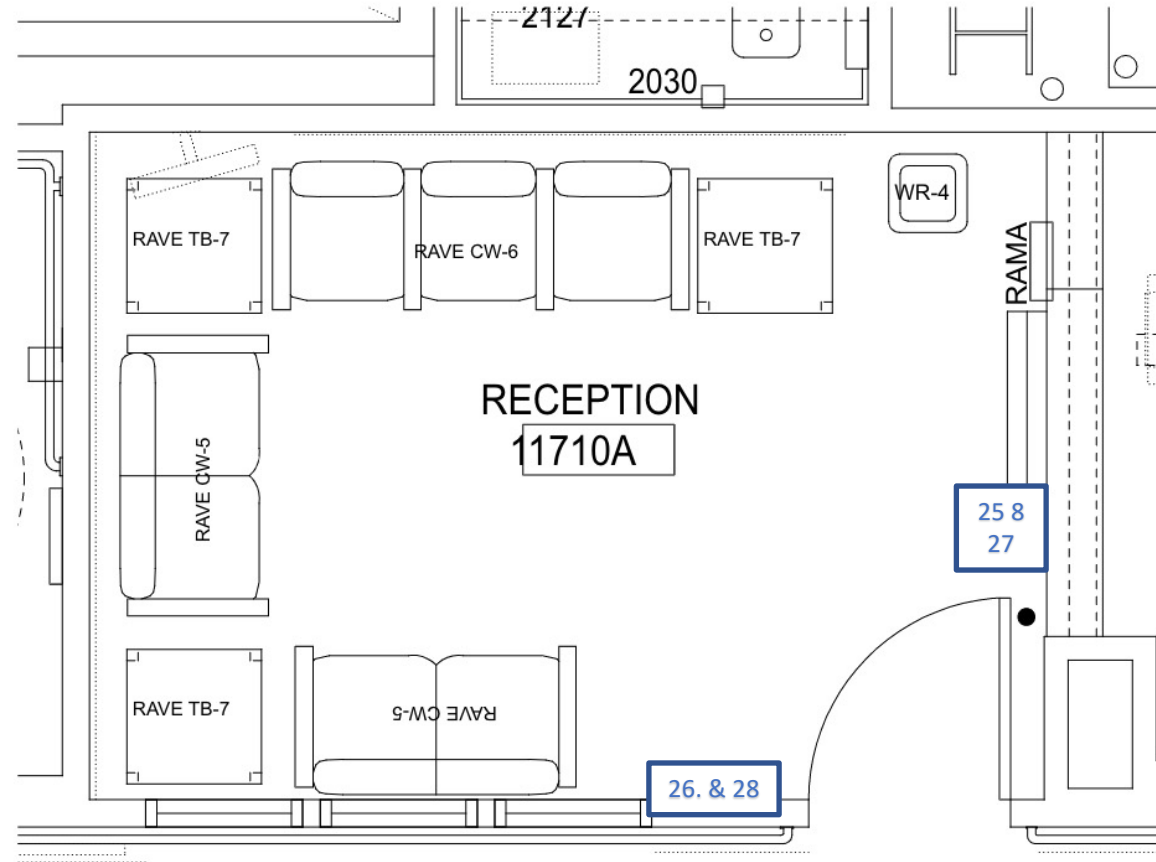 2127
2030
WR-4
RAVE TB-7
RAVE CW-6
RAVE TB-7
RAMA
RECEPTION
11710A
RAVE CW-5
25 8
27
RAVE TB-7
RAVE CW-5
26. & 28